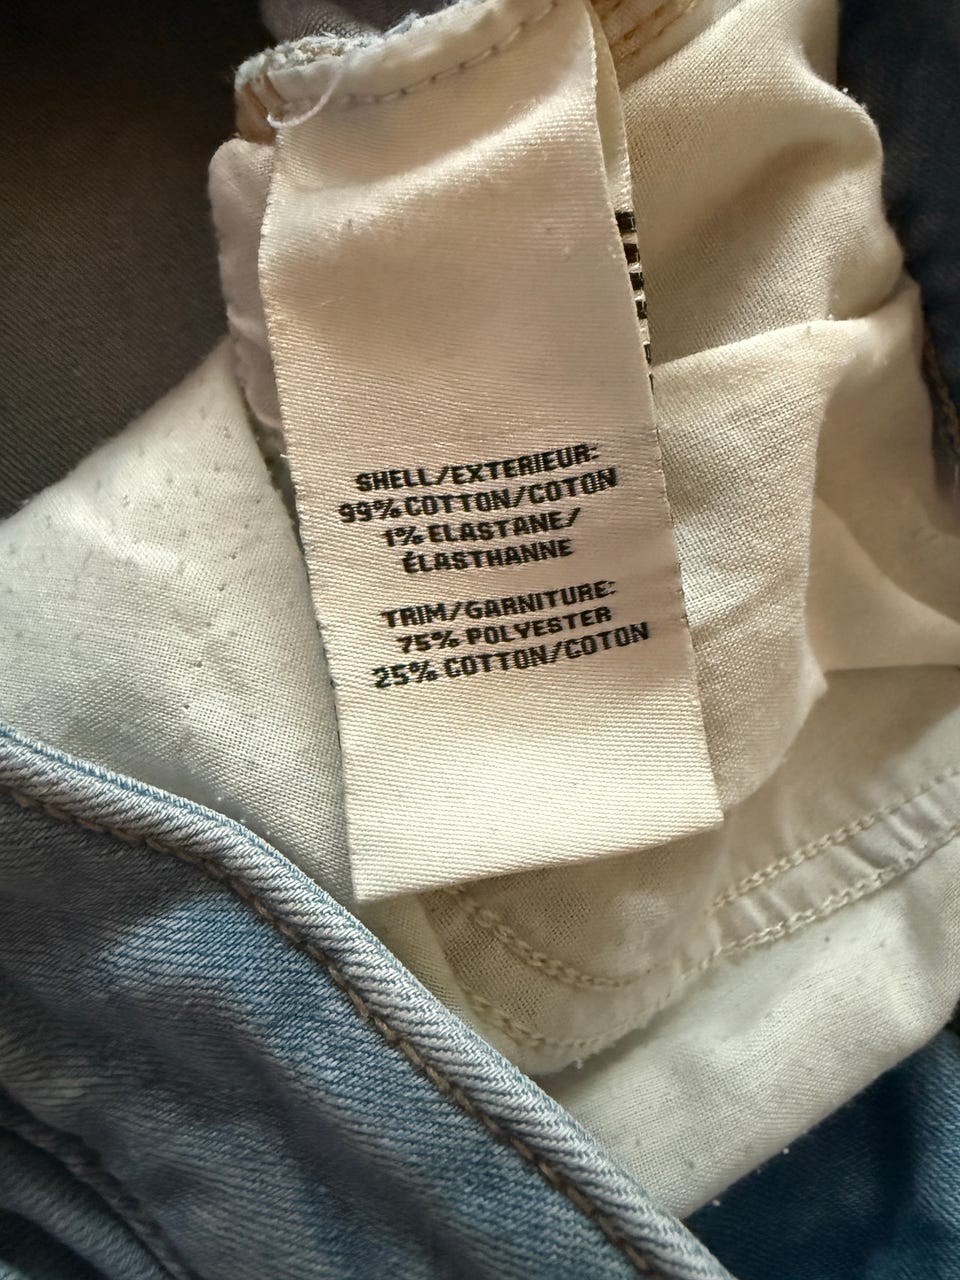 SHELL/EXTERIEUR:
99% COTTON/COTON
1% ELASTANE/
ÉLASTHANNE
TRIM/GARNITURE:
75% POLYESTER
25% COTTON/COTON